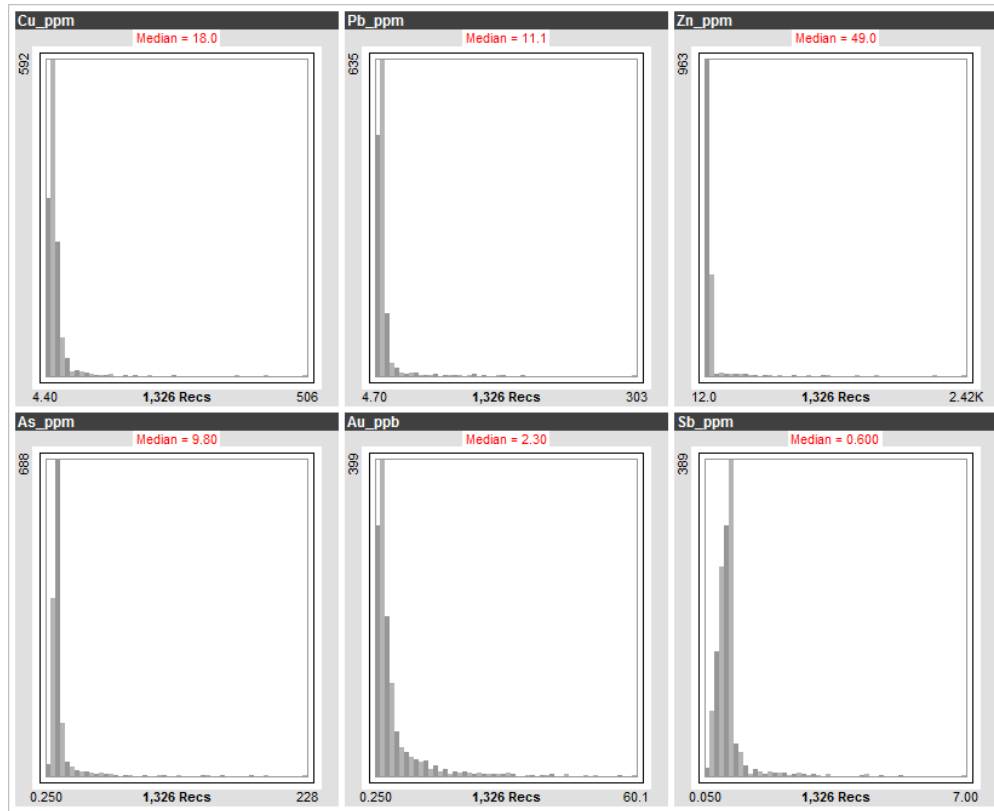 Cu_ppm
Median = 18.0
592
4.40 1,326 Recs 506
Pb_ppm
Median = 11.1
635
4.70 1,326 Recs 303
Zn_ppm
Median = 49.0
963
12.0 1,326 Recs 2.42K
As_ppm
Median = 9.80
688
0.250 1,326 Recs 228
Au_ppb
Median = 2.30
399
0.250 1,326 Recs 60.1
Sb_ppm
Median = 0.600
389
0.050 1,326 Recs 7.00